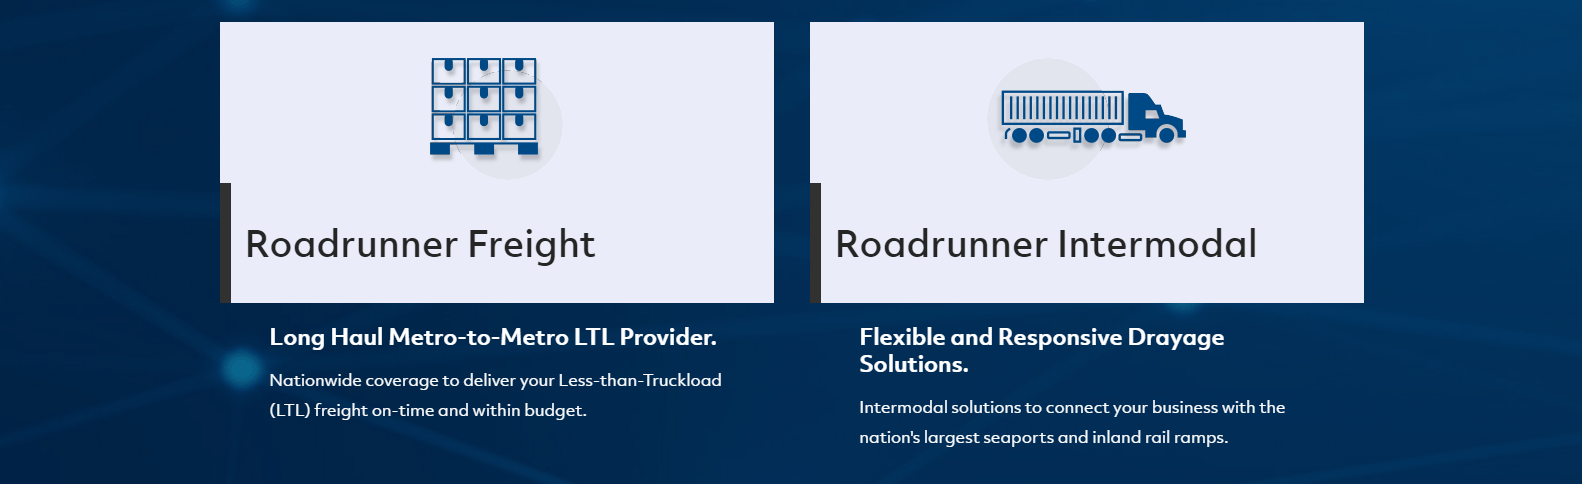 Roadrunner Freight
Long Haul Metro-to-Metro LTL Provider.
Nationwide coverage to deliver your Less-than-Truckload
(LTL) freight on-time and within budget.
Roadrunner Intermodal
Flexible and Responsive Drayage
Solutions.
Intermodal solutions to connect your business with the
nation's largest seaports and inland rail ramps.